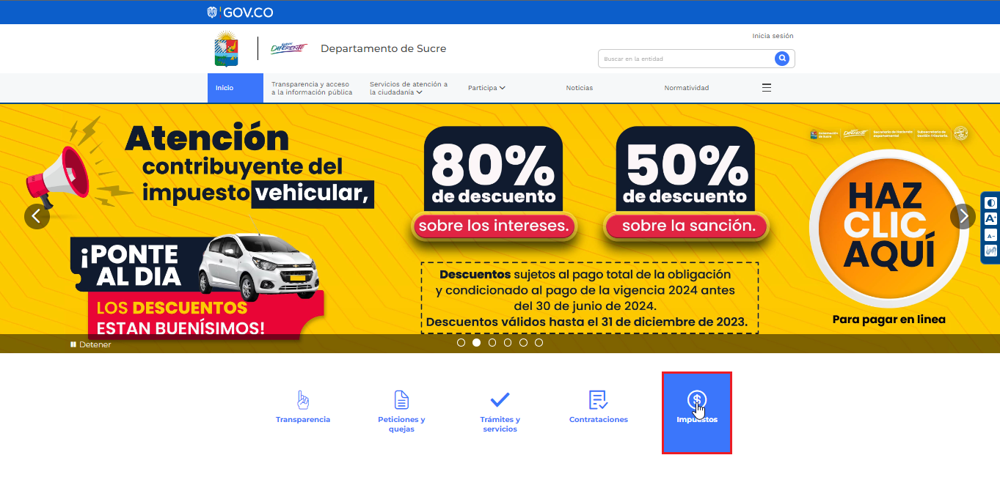 GOV.CO
Inicia sesión
DIFERENTE
Departamento de Sucre
Buscar en la entidad
Inicio
Transparencia y acceso
a la información pública
Servicios de atención a
la ciudadanía
Participa
Noticias
Normatividad
Atención
contribuyente del
impuesto vehicular,
80%
de descuento
sobre los intereses.
50%
de descuento
sobre la sanción.
HAZ
CLIC
AQUÍ
Para pagar en linea
¡PONTE
AL DIA
LOS DESCUENTOS
ESTAN BUENÍSIMOS!
Descuentos sujetos al pago total de la obligación
y condicionado al pago de la vigencia 2024 antes
del 30 de junio de 2024.
Descuentos válidos hasta el 31 de diciembre de 2023.
A+
A-
Detener
Transparencia
Peticiones y
quejas
Trámites y
servicios
Contrataciones
Impuestos